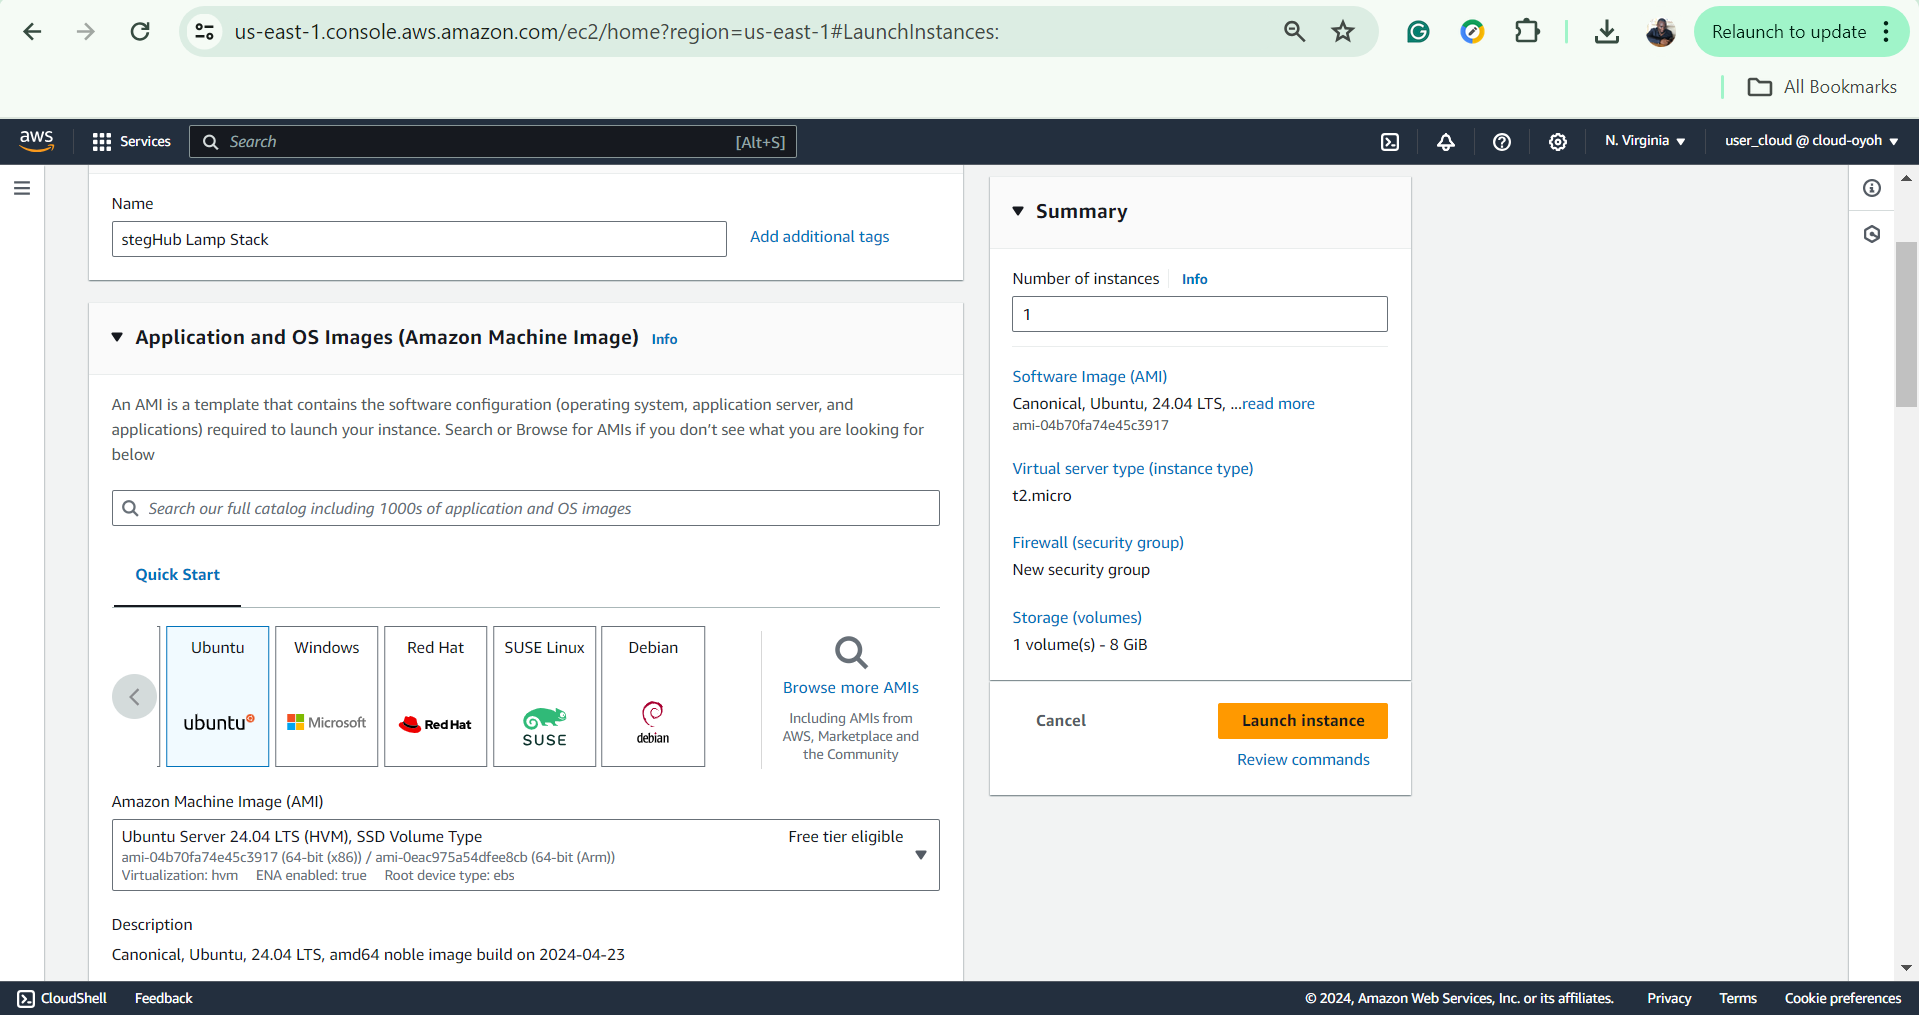 us-east-1.console.aws.amazon.com/ec2/home?region=us-east-1#LaunchInstances:
Relaunch to update
All Bookmarks
aws
Services
Search
[Alt+S]
N. Virginia
user_cloud @ cloud-oyoh
Name
stegHub Lamp Stack
Add additional tags
Application and OS Images (Amazon Machine Image) Info
An AMI is a template that contains the software configuration (operating system, application server, and
applications) required to launch your instance. Search or Browse for AMIs if you don’t see what you are looking for
below
Search our full catalog including 1000s of application and OS images
Quick Start
Ubuntu
ubuntu
Windows
Microsoft
Red Hat
Red Hat
SUSE Linux
SUSE
Debian
debian
Browse more AMIs
Including AMIs from
AWS, Marketplace and
the Community
Amazon Machine Image (AMI)
Ubuntu Server 24.04 LTS (HVM), SSD Volume Type
Free tier eligible
ami-04b70fa74e45c3917 (64-bit (x86)) / ami-0eac975a54dfee8cb (64-bit (Arm))
Virtualization: hvm ENA enabled: true Root device type: ebs
Description
Canonical, Ubuntu, 24.04 LTS, amd64 noble image build on 2024-04-23
Summary
Number of instances Info
1
Software Image (AMI)
Canonical, Ubuntu, 24.04 LTS, ...read more
ami-04b70fa74e45c3917
Virtual server type (instance type)
t2.micro
Firewall (security group)
New security group
Storage (volumes)
1 volume(s) - 8 GiB
Cancel
Launch instance
Review commands
CloudShell
Feedback
© 2024, Amazon Web Services, Inc. or its affiliates.
Privacy
Terms
Cookie preferences